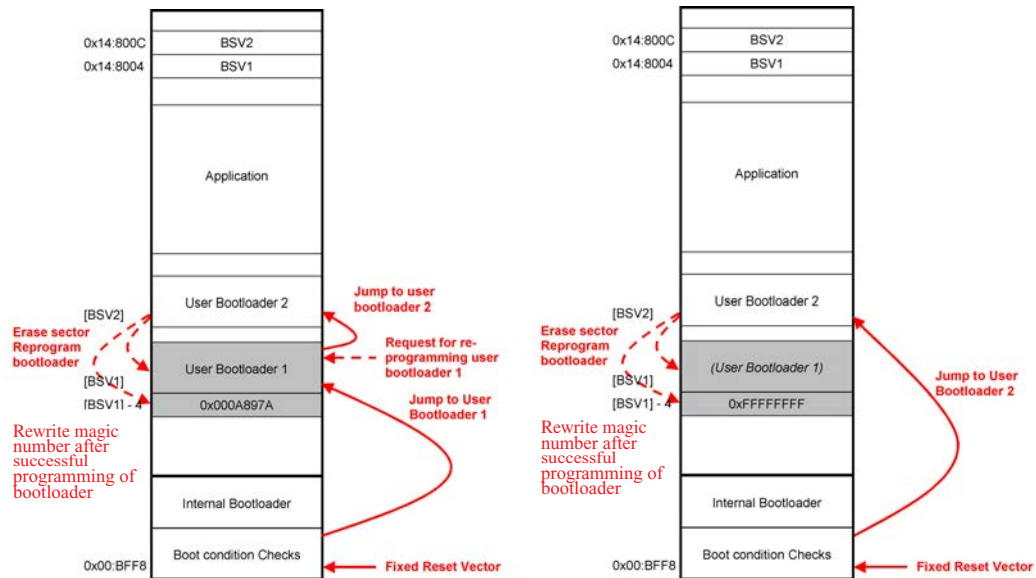 0x14:800C
BSV2
0x14:8004
BSV1
Application
User Bootloader 2
Jump to user
bootloader 2
[BSV2]
Erase sector
Reprogram
bootloader
Request for re-
programming user
bootloader 1
User Bootloader 1
[BSV1]
[BSV1] - 4
0x000A897A
Jump to User
Bootloader 1
Rewrite magic
number after
successful
programming of
bootloader
Internal Bootloader
Boot condition Checks
0x00:BFF8
Fixed Reset Vector
0x14:800C
BSV2
0x14:8004
BSV1
Application
User Bootloader 2
[BSV2]
Erase sector
Reprogram
bootloader
(User Bootloader 1)
[BSV1]
[BSV1] - 4
0xFFFFFFFF
Jump to User
Bootloader 2
Rewrite magic
number after
successful
programming of
bootloader
Internal Bootloader
Boot condition Checks
0x00:BFF8
Fixed Reset Vector